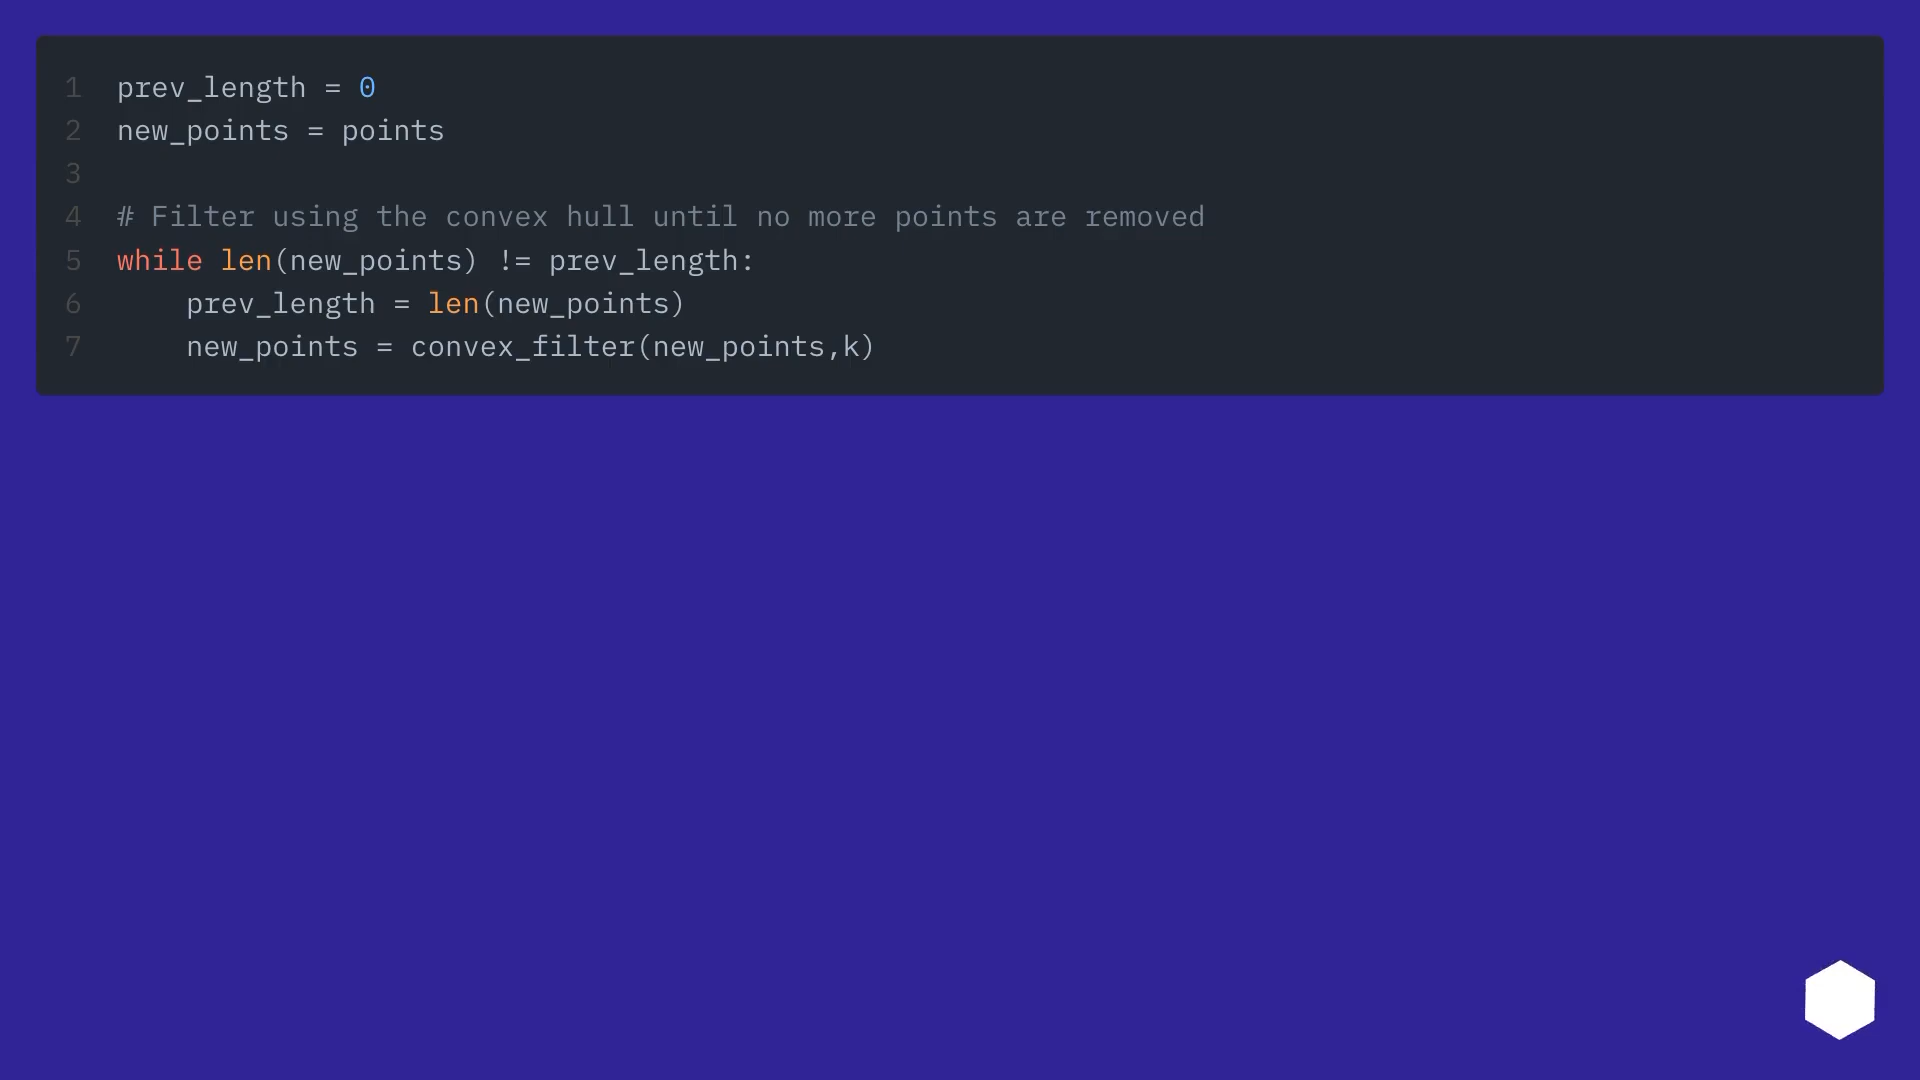 1 prev_length = 0
2 new_points = points
3
4 # Filter using the convex hull until no more points are removed
5 while len(new_points) != prev_length:
6     prev_length = len(new_points)
7     new_points = convex_filter(new_points,k)